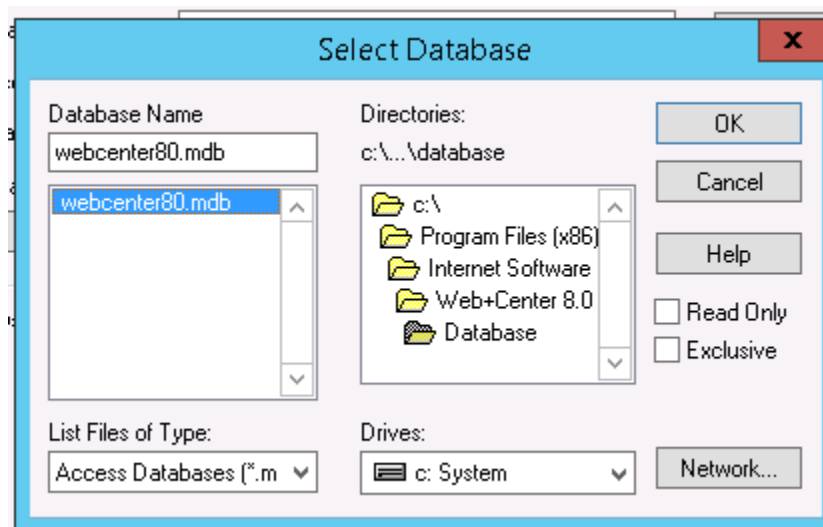 Select Database
x
Database Name
webcenter80.mdb
webcenter80.mdb
List Files of Type:
Access Databases (*.m
Directories:
c:\...\database
c:\
Program Files (x86)
Internet Software
Web+Center 8.0
Database
Drives:
c: System
OK
Cancel
Help
Read Only
Exclusive
Network...